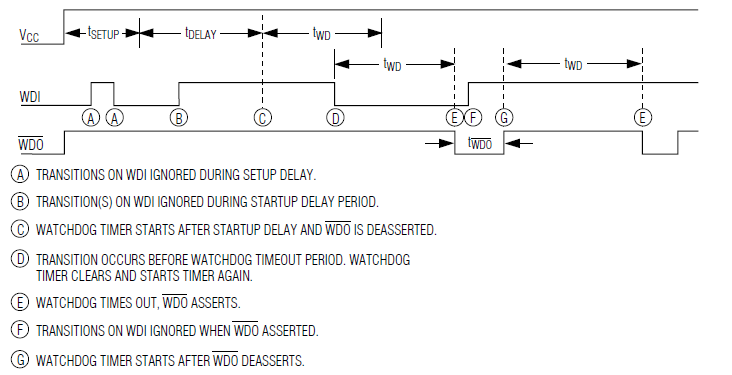 VCC tSETUP tDELAY tWD
tWD tWD
WDI
A A B C D E F G E
WDO tWDO
A TRANSITIONS ON WDI IGNORED DURING SETUP DELAY.
B TRANSITION(S) ON WDI IGNORED DURING STARTUP DELAY PERIOD.
C WATCHDOG TIMER STARTS AFTER STARTUP DELAY AND WDO IS DEASSERTED.
D TRANSITION OCCURS BEFORE WATCHDOG TIMEOUT PERIOD. WATCHDOG
TIMER CLEARS AND STARTS TIMER AGAIN.
E WATCHDOG TIMES OUT, WDO ASSERTS.
F TRANSITIONS ON WDI IGNORED WHEN WDO ASSERTED.
G WATCHDOG TIMER STARTS AFTER WDO DEASSERTS.